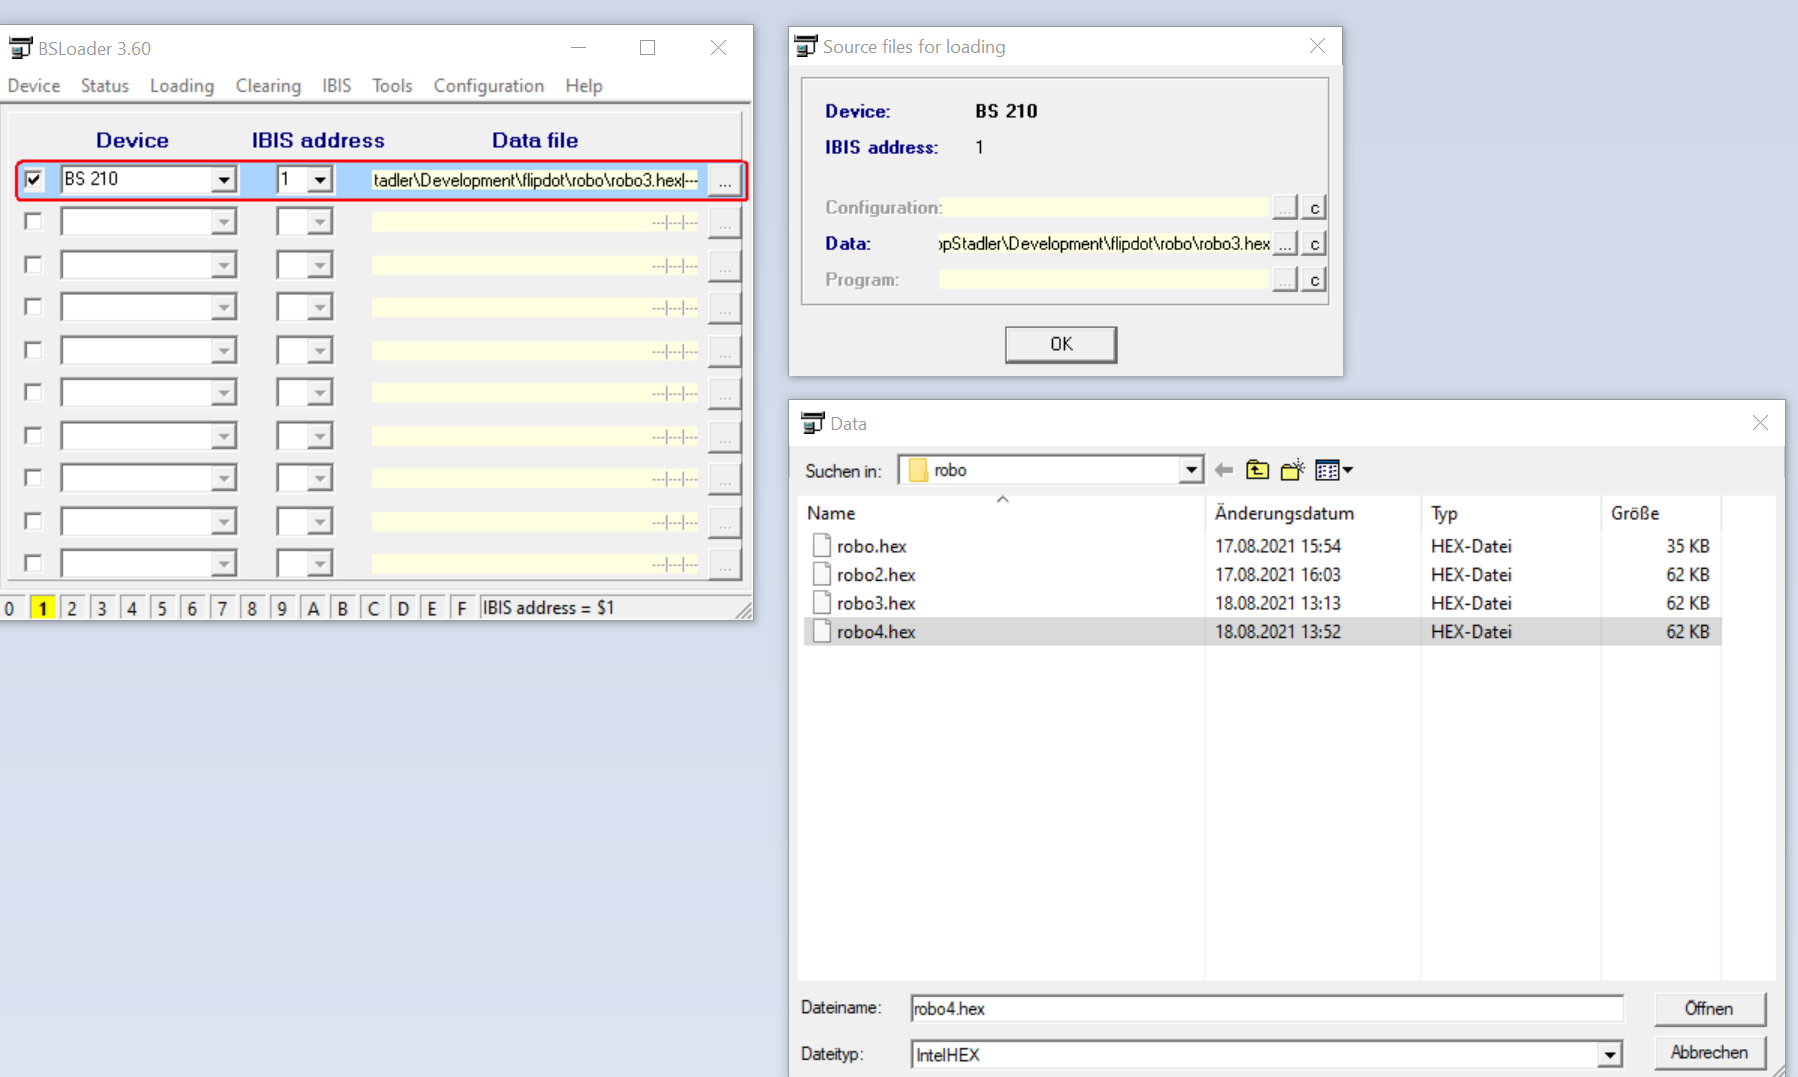 BSLoader 3.60
Device Status Loading Clearing IBIS Tools Configuration Help
Device IBIS address Data file
BS 210 1 tadler\Development\flipdot\robo\robo3.hex|--- ...
---|---|--- ...
---|---|--- ...
---|---|--- ...
---|---|--- ...
---|---|--- ...
---|---|--- ...
---|---|--- ...
---|---|--- ...
---|---|--- ...
0 1 2 3 4 5 6 7 8 9 A B C D E F IBIS address = $1
Source files for loading
Device: BS 210
IBIS address: 1
Configuration: ... c
Data: opStadler\Development\flipdot\robo\robo3.hex ... c
Program: ... c
OK
Data
Suchen in: robo
Name Änderungsdatum Typ Größe
robo.hex 17.08.2021 15:54 HEX-Datei 35 KB
robo2.hex 17.08.2021 16:03 HEX-Datei 62 KB
robo3.hex 18.08.2021 13:13 HEX-Datei 62 KB
robo4.hex 18.08.2021 13:52 HEX-Datei 62 KB
Dateiname: robo4.hex Öffnen
Dateityp: IntelHEX Abbrechen